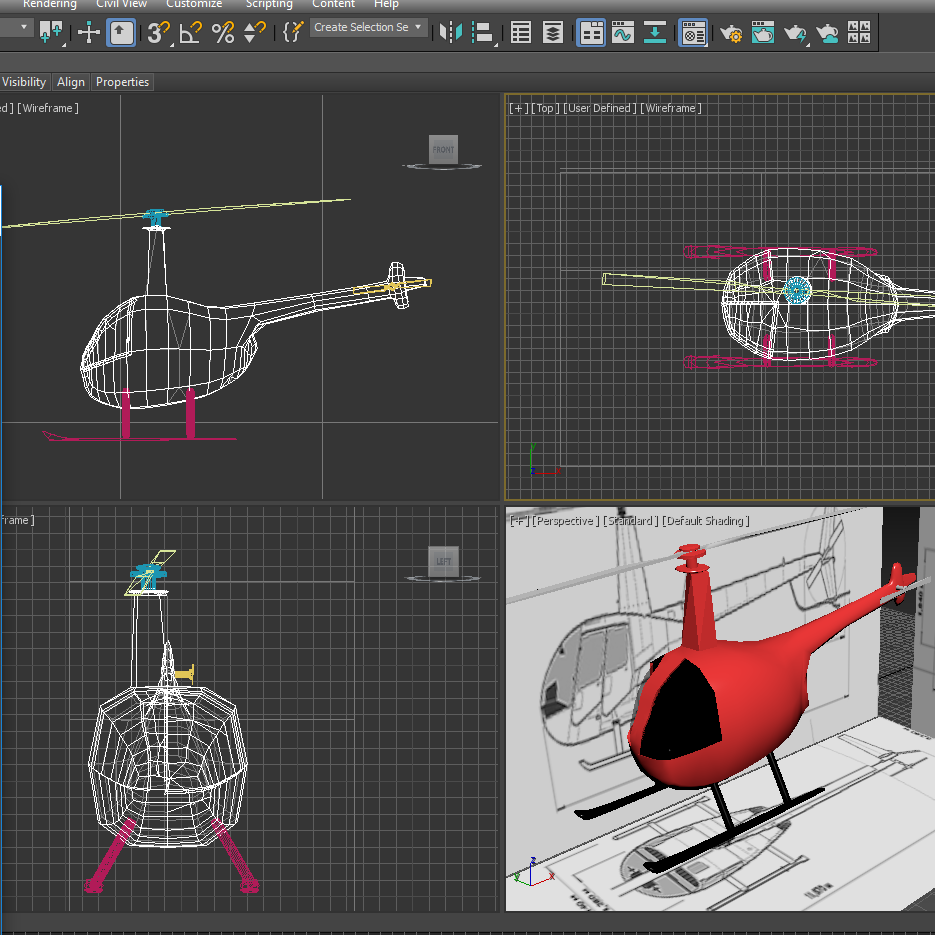 Rendering Civil View Customize Scripting Content Help
3 % Create Selection Se
Visibility Align Properties
ed ] [Wireframe ]
[+] [Top ] [User Defined ] [Wireframe ]
FRONT
y
z x
frame ]
[+] [Perspective ] [Standard ] [Default Shading ]
LEFT
z
y x